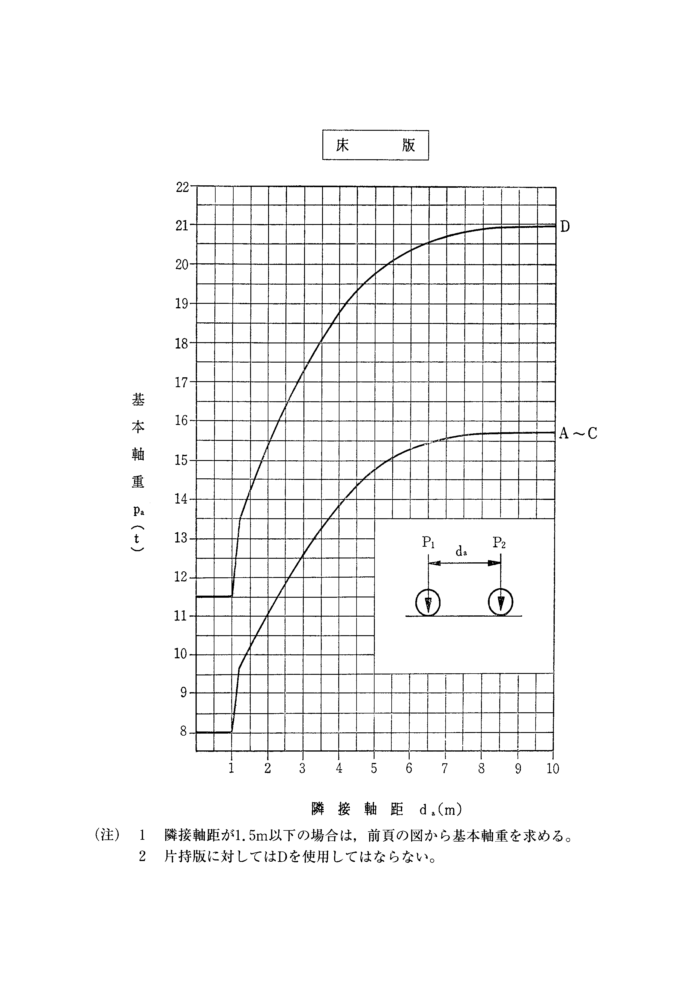 床 版
22
21
20
19
18
17
16
15
14
13
12
11
10
9
8
基本軸重 pa (t)
D
A～C
P1
P2
da
1 2 3 4 5 6 7 8 9 10
隣 接 軸 距 da(m)
(注) 1 隣接軸距が1.5m以下の場合は，前頁の図から基本軸重を求める。
2 片持版に対してはDを使用してはならない。